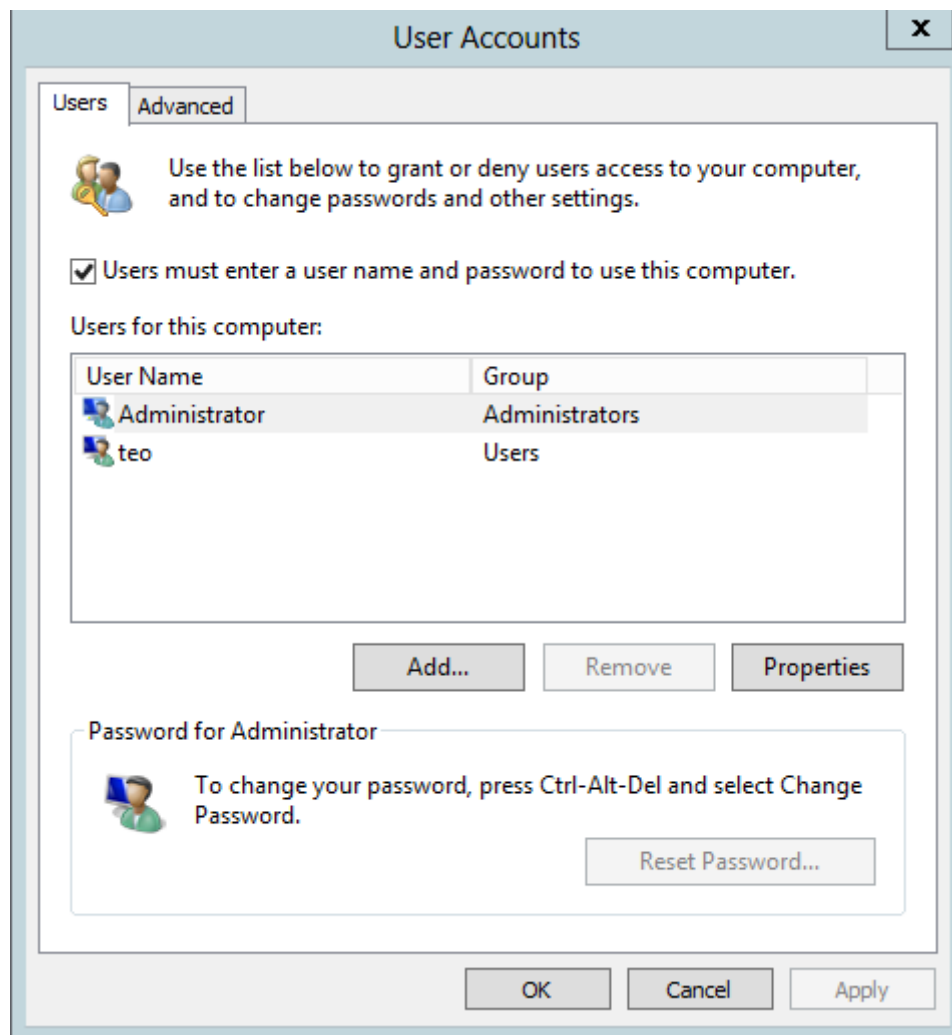 User Accounts
x
Users
Advanced
Use the list below to grant or deny users access to your computer,
and to change passwords and other settings.
Users must enter a user name and password to use this computer.
Users for this computer:
User Name Group
Administrator Administrators
teo Users
Add... Remove Properties
Password for Administrator
To change your password, press Ctrl-Alt-Del and select Change
Password.
Reset Password...
OK Cancel Apply